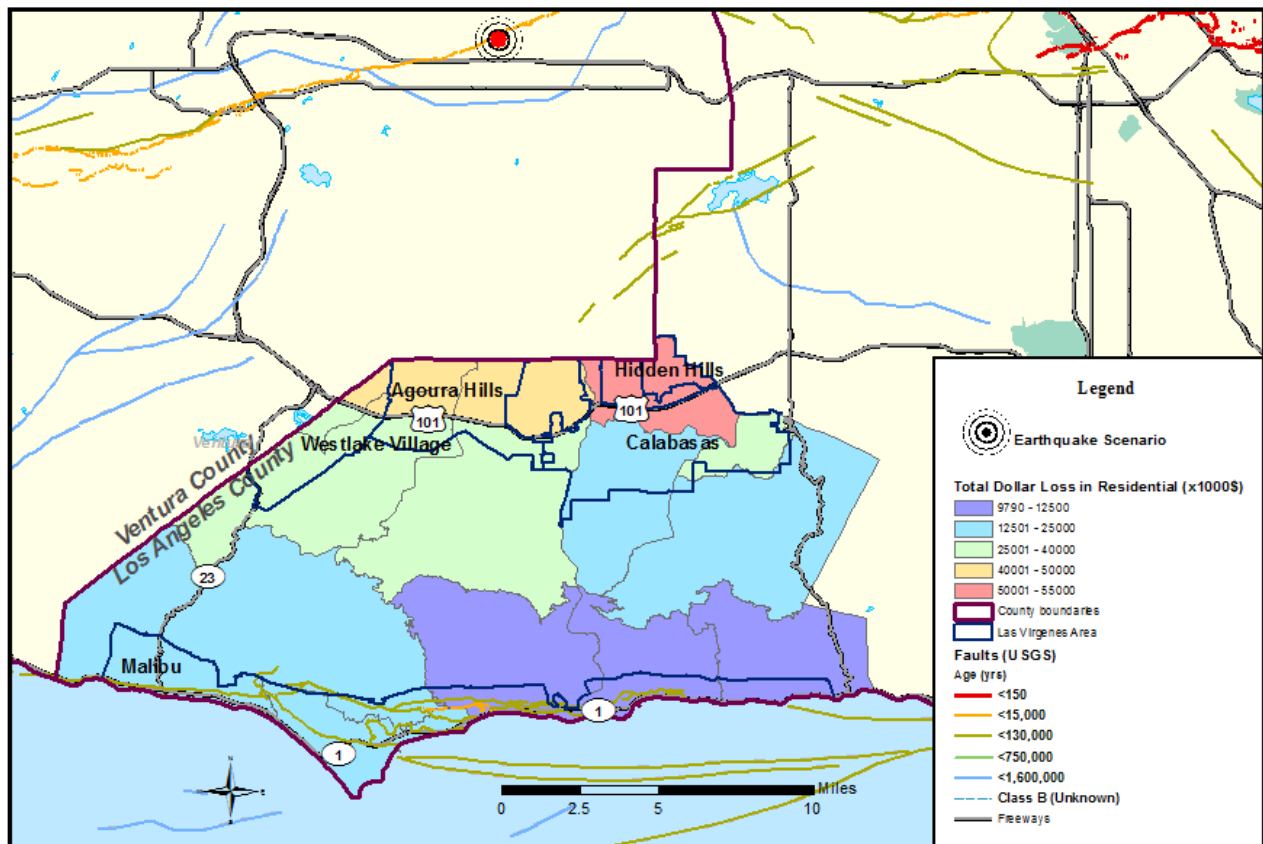 Hidden Hills
Agoura Hills
101
101
Westlake Village
Calabasas
Ventura County
Los Angeles County
23
Malibu
1
1
Miles
0 2.5 5 10
Legend
Earthquake Scenario
Total Dollar Loss in Residential (x1000$)
9790 - 12500
12501 - 25000
25001 - 40000
40001 - 50000
50001 - 55000
County boundaries
Las Virgenes Area
Faults (USGS)
Age (yrs)
<150
<15,000
<130,000
<750,000
<1,600,000
Class B (Unknown)
Freeways